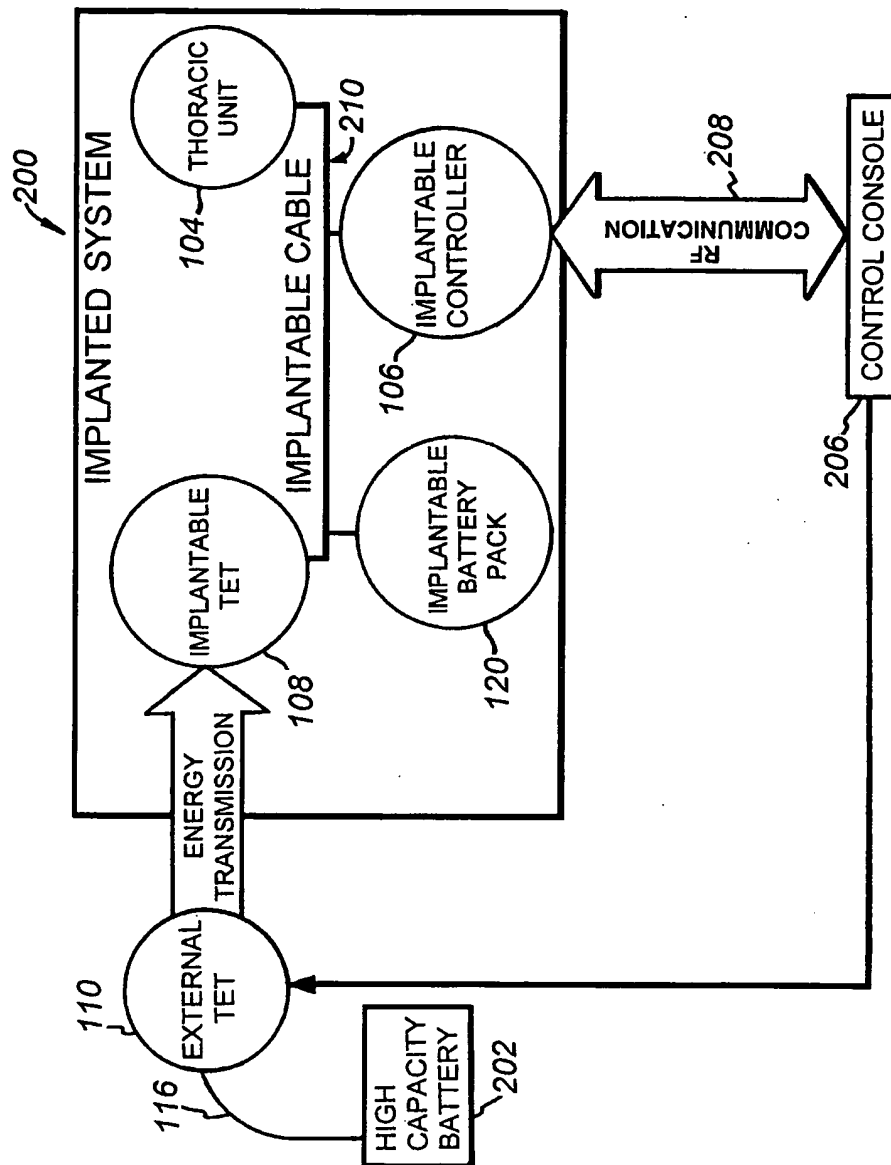 200
IMPLANTED SYSTEM
THORACIC
UNIT
104
IMPLANTABLE CABLE
210
IMPLANTABLE
TET
108
IMPLANTABLE
CONTROLLER
106
IMPLANTABLE
BATTERY
PACK
120
ENERGY
TRANSMISSION
EXTERNAL
TET
110
116
HIGH
CAPACITY
BATTERY
202
RF
COMMUNICATION
208
CONTROL CONSOLE
206